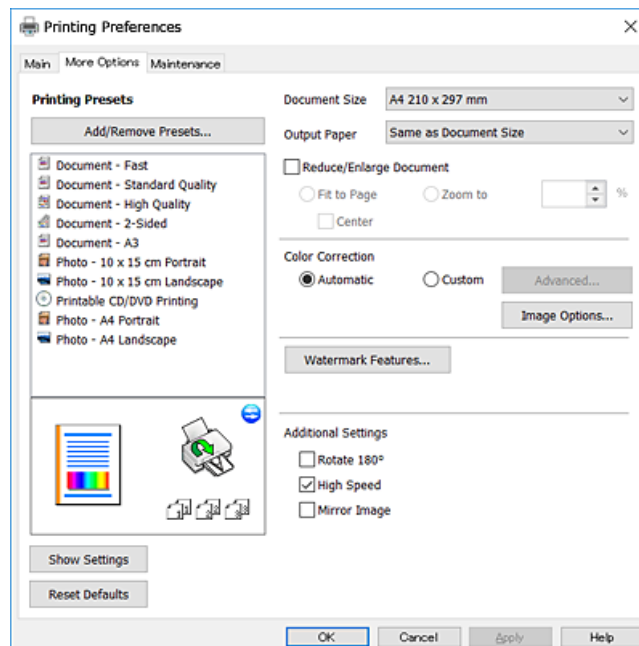 Printing Preferences
Main More Options Maintenance
Printing Presets
Add/Remove Presets...
Document - Fast
Document - Standard Quality
Document - High Quality
Document - 2-Sided
Document - A3
Photo - 10 x 15 cm Portrait
Photo - 10 x 15 cm Landscape
Printable CD/DVD Printing
Photo - A4 Portrait
Photo - A4 Landscape
Show Settings
Reset Defaults
Document Size A4 210 x 297 mm
Output Paper Same as Document Size
Reduce/Enlarge Document
Fit to Page Zoom to %
Center
Color Correction
Automatic Custom Advanced...
Image Options...
Watermark Features...
Additional Settings
Rotate 180°
High Speed
Mirror Image
OK Cancel Apply Help